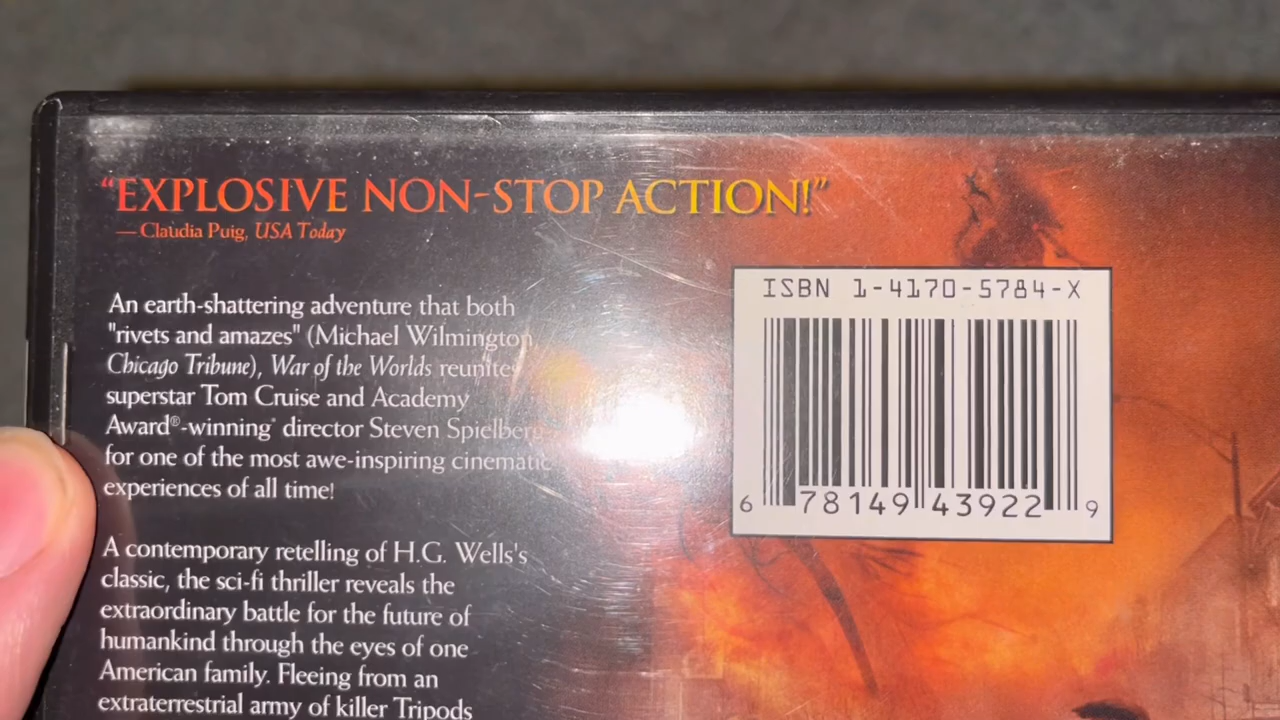 “EXPLOSIVE NON-STOP ACTION!”
— Claudia Puig, USA Today
An earth-shattering adventure that both
"rivets and amazes" (Michael Wilmington,
Chicago Tribune), War of the Worlds reunites
superstar Tom Cruise and Academy
Award®-winning* director Steven Spielberg
for one of the most awe-inspiring cinematic
experiences of all time!
A contemporary retelling of H.G. Wells's
classic, the sci-fi thriller reveals the
extraordinary battle for the future of
humankind through the eyes of one
American family. Fleeing from an
extraterrestrial army of killer Tripods
ISBN 1-4170-5784-X
6 78149 43922 9